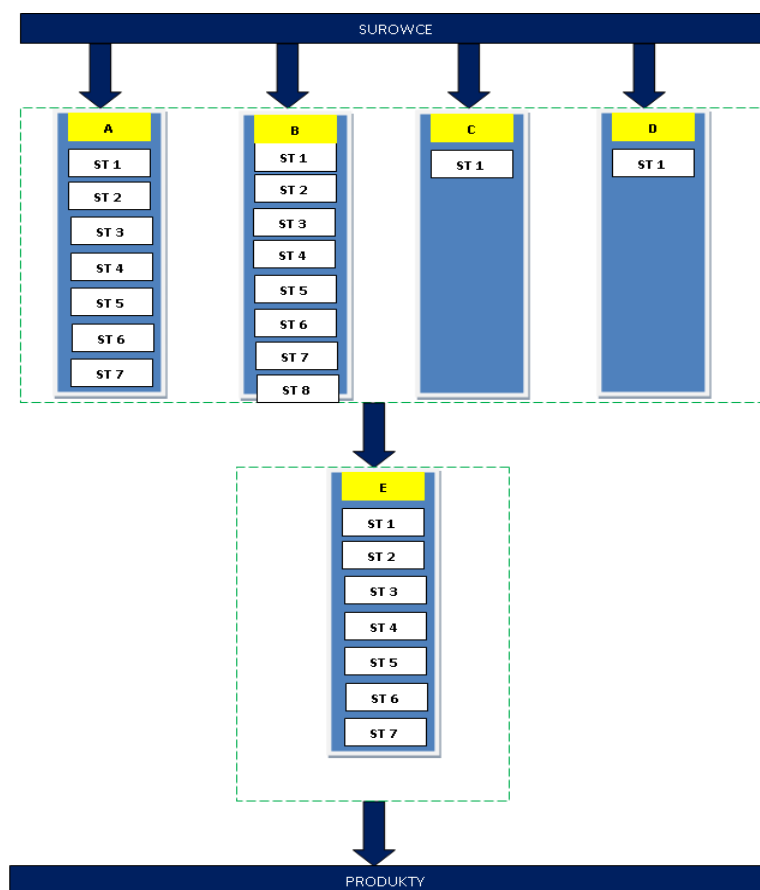 SUROWCE
A
ST 1
ST 2
ST 3
ST 4
ST 5
ST 6
ST 7
B
ST 1
ST 2
ST 3
ST 4
ST 5
ST 6
ST 7
ST 8
C
ST 1
D
ST 1
E
ST 1
ST 2
ST 3
ST 4
ST 5
ST 6
ST 7
PRODUKTY